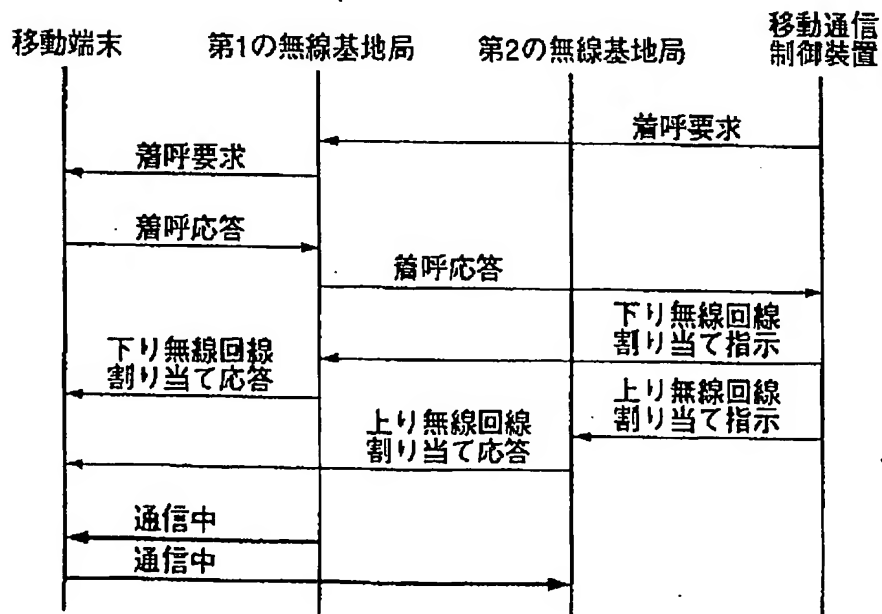 移動端末
第1の無線基地局
第2の無線基地局
移動通信
制御装置
着呼要求
着呼要求
着呼応答
着呼応答
下り無線回線
割り当て指示
下り無線回線
割り当て応答
上り無線回線
割り当て指示
上り無線回線
割り当て応答
通信中
通信中